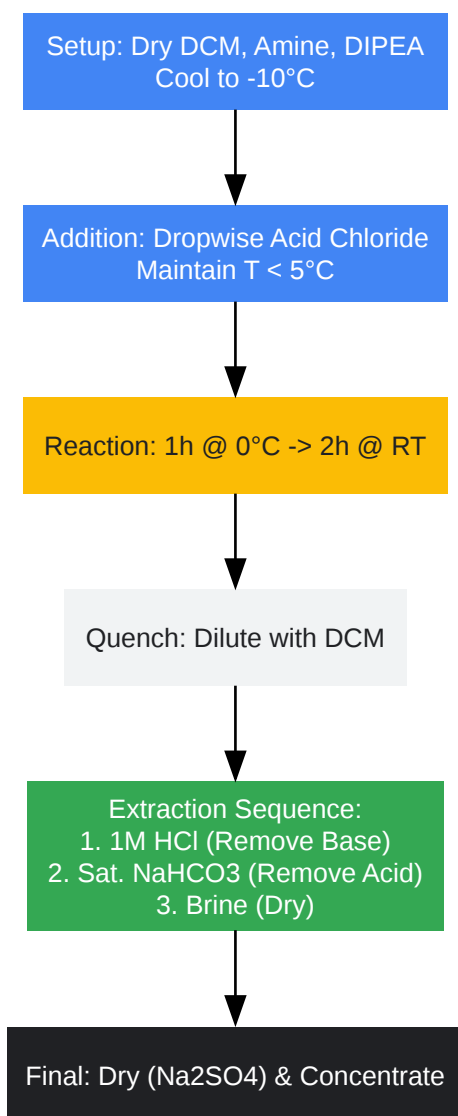 Setup: Dry DCM, Amine, DIPEA
Cool to -10°C
Addition: Dropwise Acid Chloride
Maintain T < 5°C
Reaction: 1h @ 0°C -> 2h @ RT
Quench: Dilute with DCM
Extraction Sequence:
1. 1M HCl (Remove Base)
2. Sat. NaHCO3 (Remove Acid)
3. Brine (Dry)
Final: Dry (Na2SO4) & Concentrate